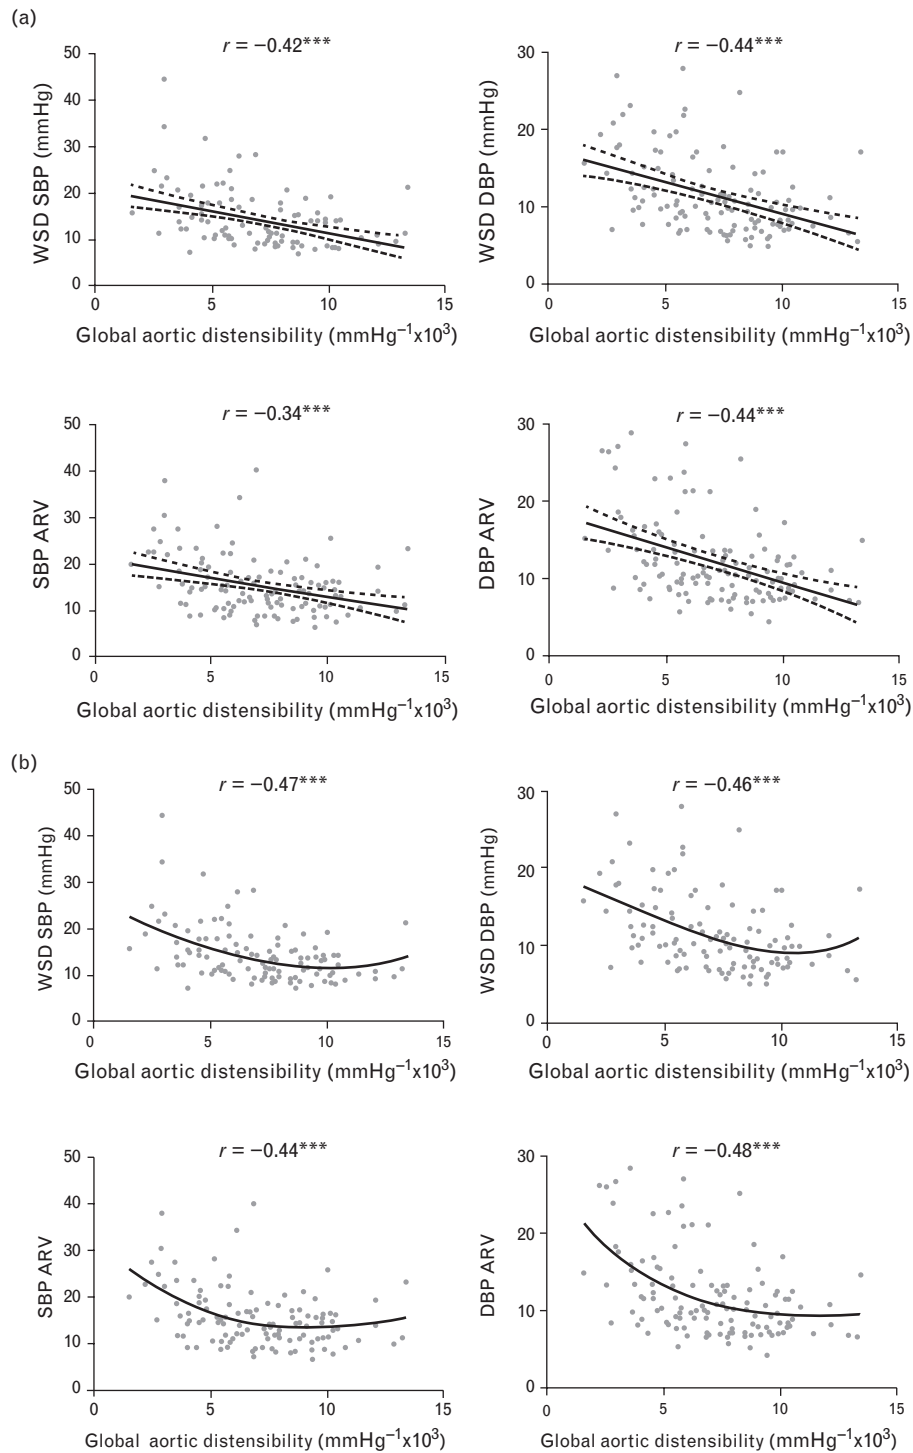 (a)
r = −0.42***
50
40
30
20
10
0
WSD SBP (mmHg)
0 5 10 15
Global aortic distensibility (mmHg⁻¹x10³)
r = −0.44***
30
20
10
0
WSD DBP (mmHg)
0 5 10 15
Global aortic distensibility (mmHg⁻¹x10³)
r = −0.34***
50
40
30
20
10
0
SBP ARV
0 5 10 15
Global aortic distensibility (mmHg⁻¹x10³)
r = −0.44***
30
20
10
0
DBP ARV
0 5 10 15
Global aortic distensibility (mmHg⁻¹x10³)
(b)
r = −0.47***
50
40
30
20
10
0
WSD SBP (mmHg)
0 5 10 15
Global aortic distensibility (mmHg⁻¹x10³)
r = −0.46***
30
20
10
0
WSD DBP (mmHg)
0 5 10 15
Global aortic distensibility (mmHg⁻¹x10³)
r = −0.44***
50
40
30
20
10
0
SBP ARV
0 5 10 15
Global aortic distensibility (mmHg⁻¹x10³)
r = −0.48***
30
20
10
0
DBP ARV
0 5 10 15
Global aortic distensibility (mmHg⁻¹x10³)